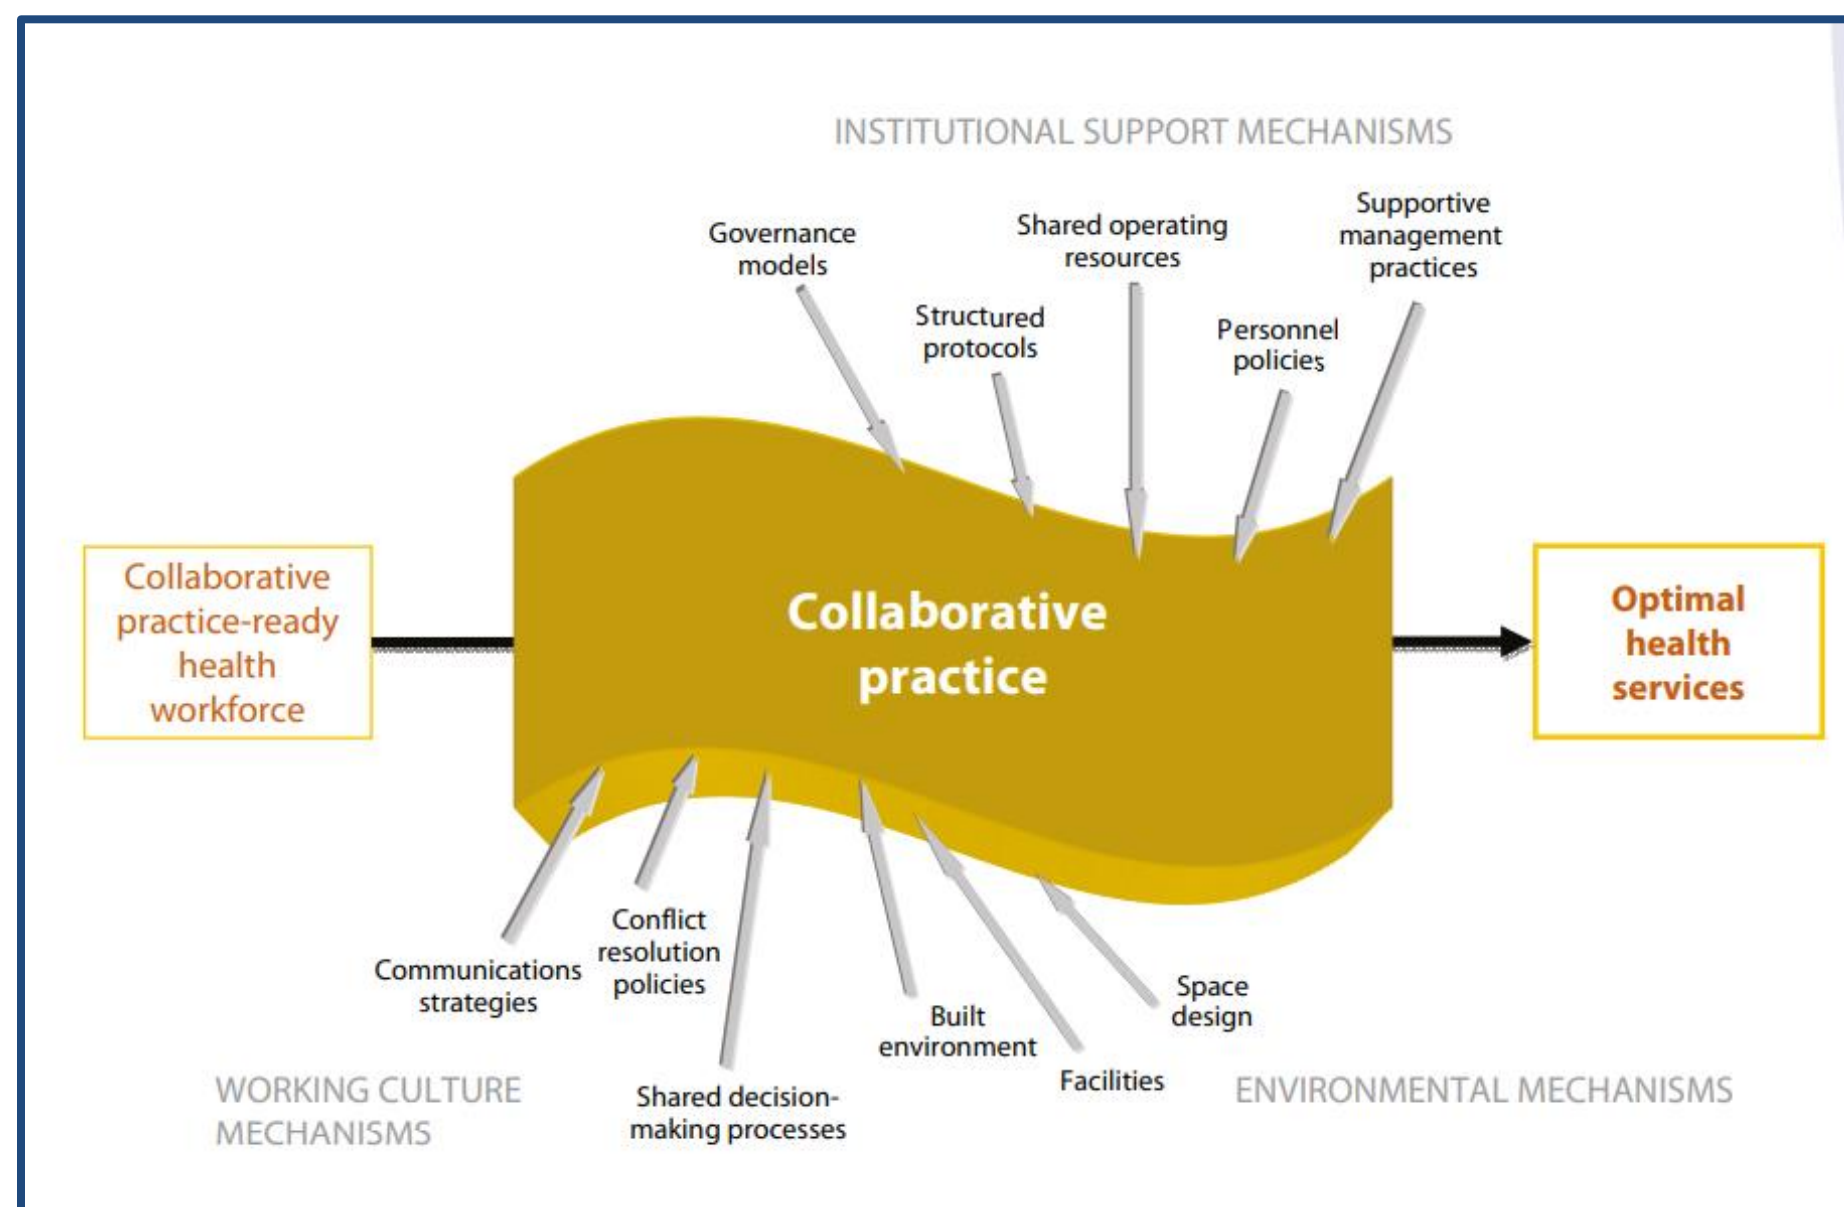 INSTITUTIONAL SUPPORT MECHANISMS
Governance
models
Structured
protocols
Shared operating
resources
Personnel
policies
Supportive
management
practices
Collaborative
practice-ready
health
workforce
Collaborative
practice
Optimal
health
services
Communications
strategies
Conflict
resolution
policies
Shared decision-
making processes
Built
environment
Facilities
Space
design
WORKING CULTURE
MECHANISMS
ENVIRONMENTAL MECHANISMS